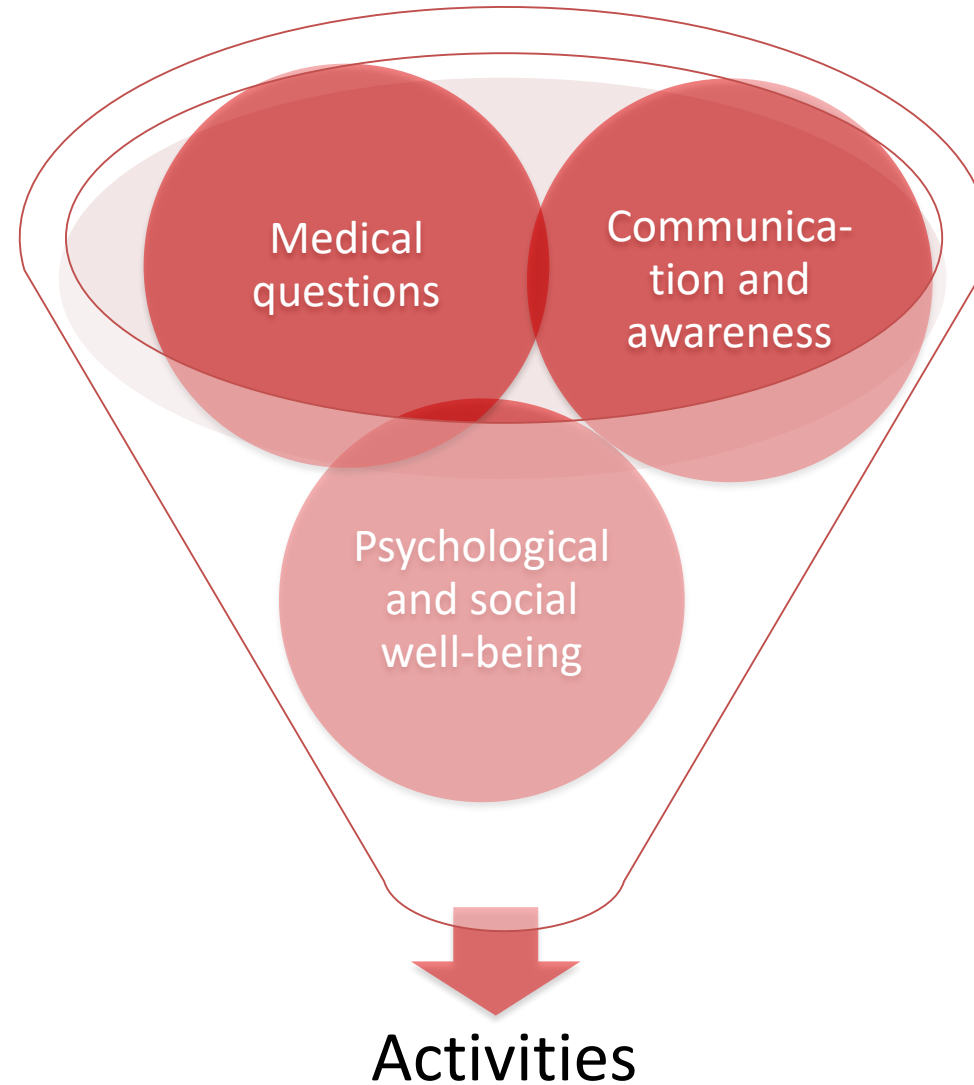 Medical
questions
Communica-
tion and
awareness
Psychological
and social
well-being
Activities